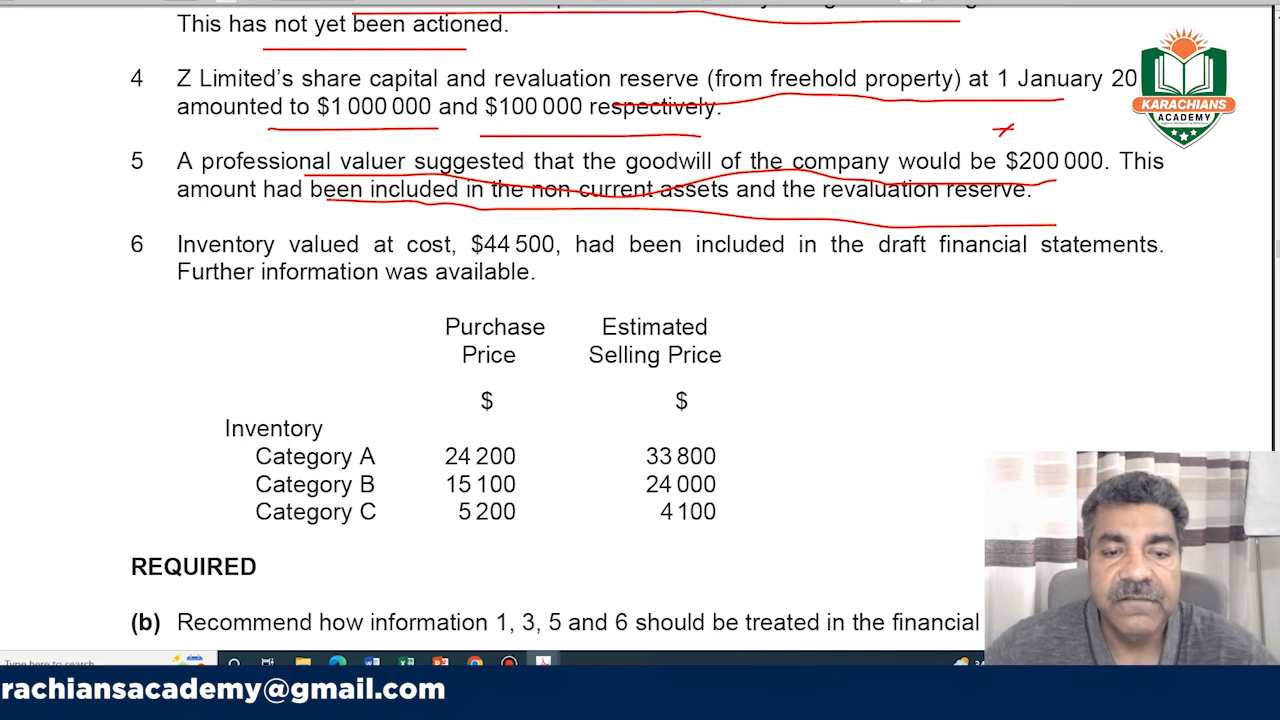 This has not yet been actioned.
4 Z Limited's share capital and revaluation reserve (from freehold property) at 1 January 20
amounted to $1 000 000 and $100 000 respectively.
KARACHIANS
ACADEMY
5 A professional valuer suggested that the goodwill of the company would be $200 000. This
amount had been included in the non current assets and the revaluation reserve.
6 Inventory valued at cost, $44 500, had been included in the draft financial statements.
Further information was available.
Purchase Estimated
Price Selling Price
$ $
Inventory
Category A 24 200 33 800
Category B 15 100 24 000
Category C 5 200 4 100
REQUIRED
(b) Recommend how information 1, 3, 5 and 6 should be treated in the financial
Type here to search
rachiansacademy@gmail.com